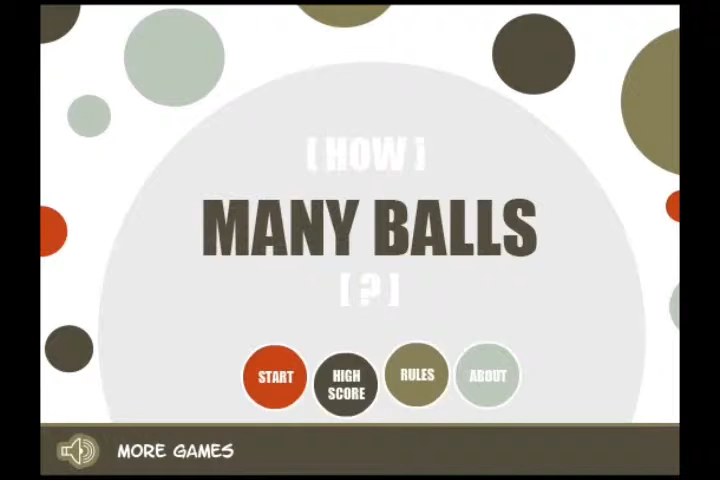 [ HOW ]
MANY BALLS
[ ? ]
START
HIGH
SCORE
RULES
ABOUT
MORE GAMES